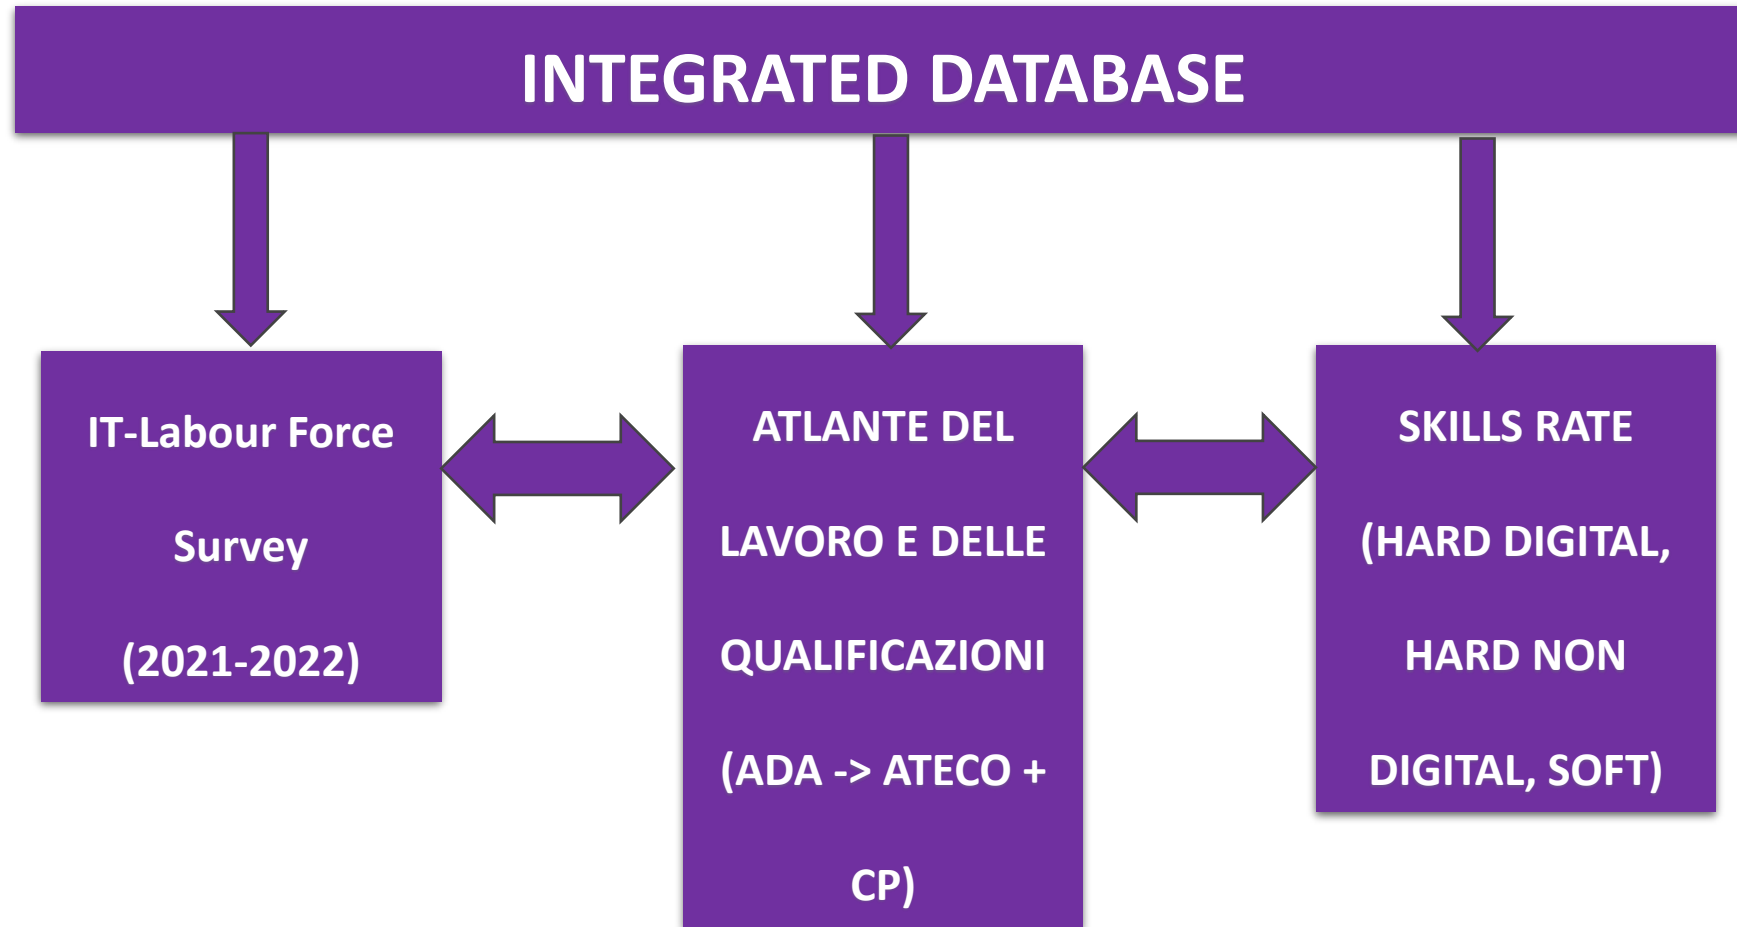 INTEGRATED DATABASE
IT-Labour Force
Survey
(2021-2022)
ATLANTE DEL
LAVORO E DELLE
QUALIFICAZIONI
(ADA -> ATECO +
CP)
SKILLS RATE
(HARD DIGITAL,
HARD NON
DIGITAL, SOFT)